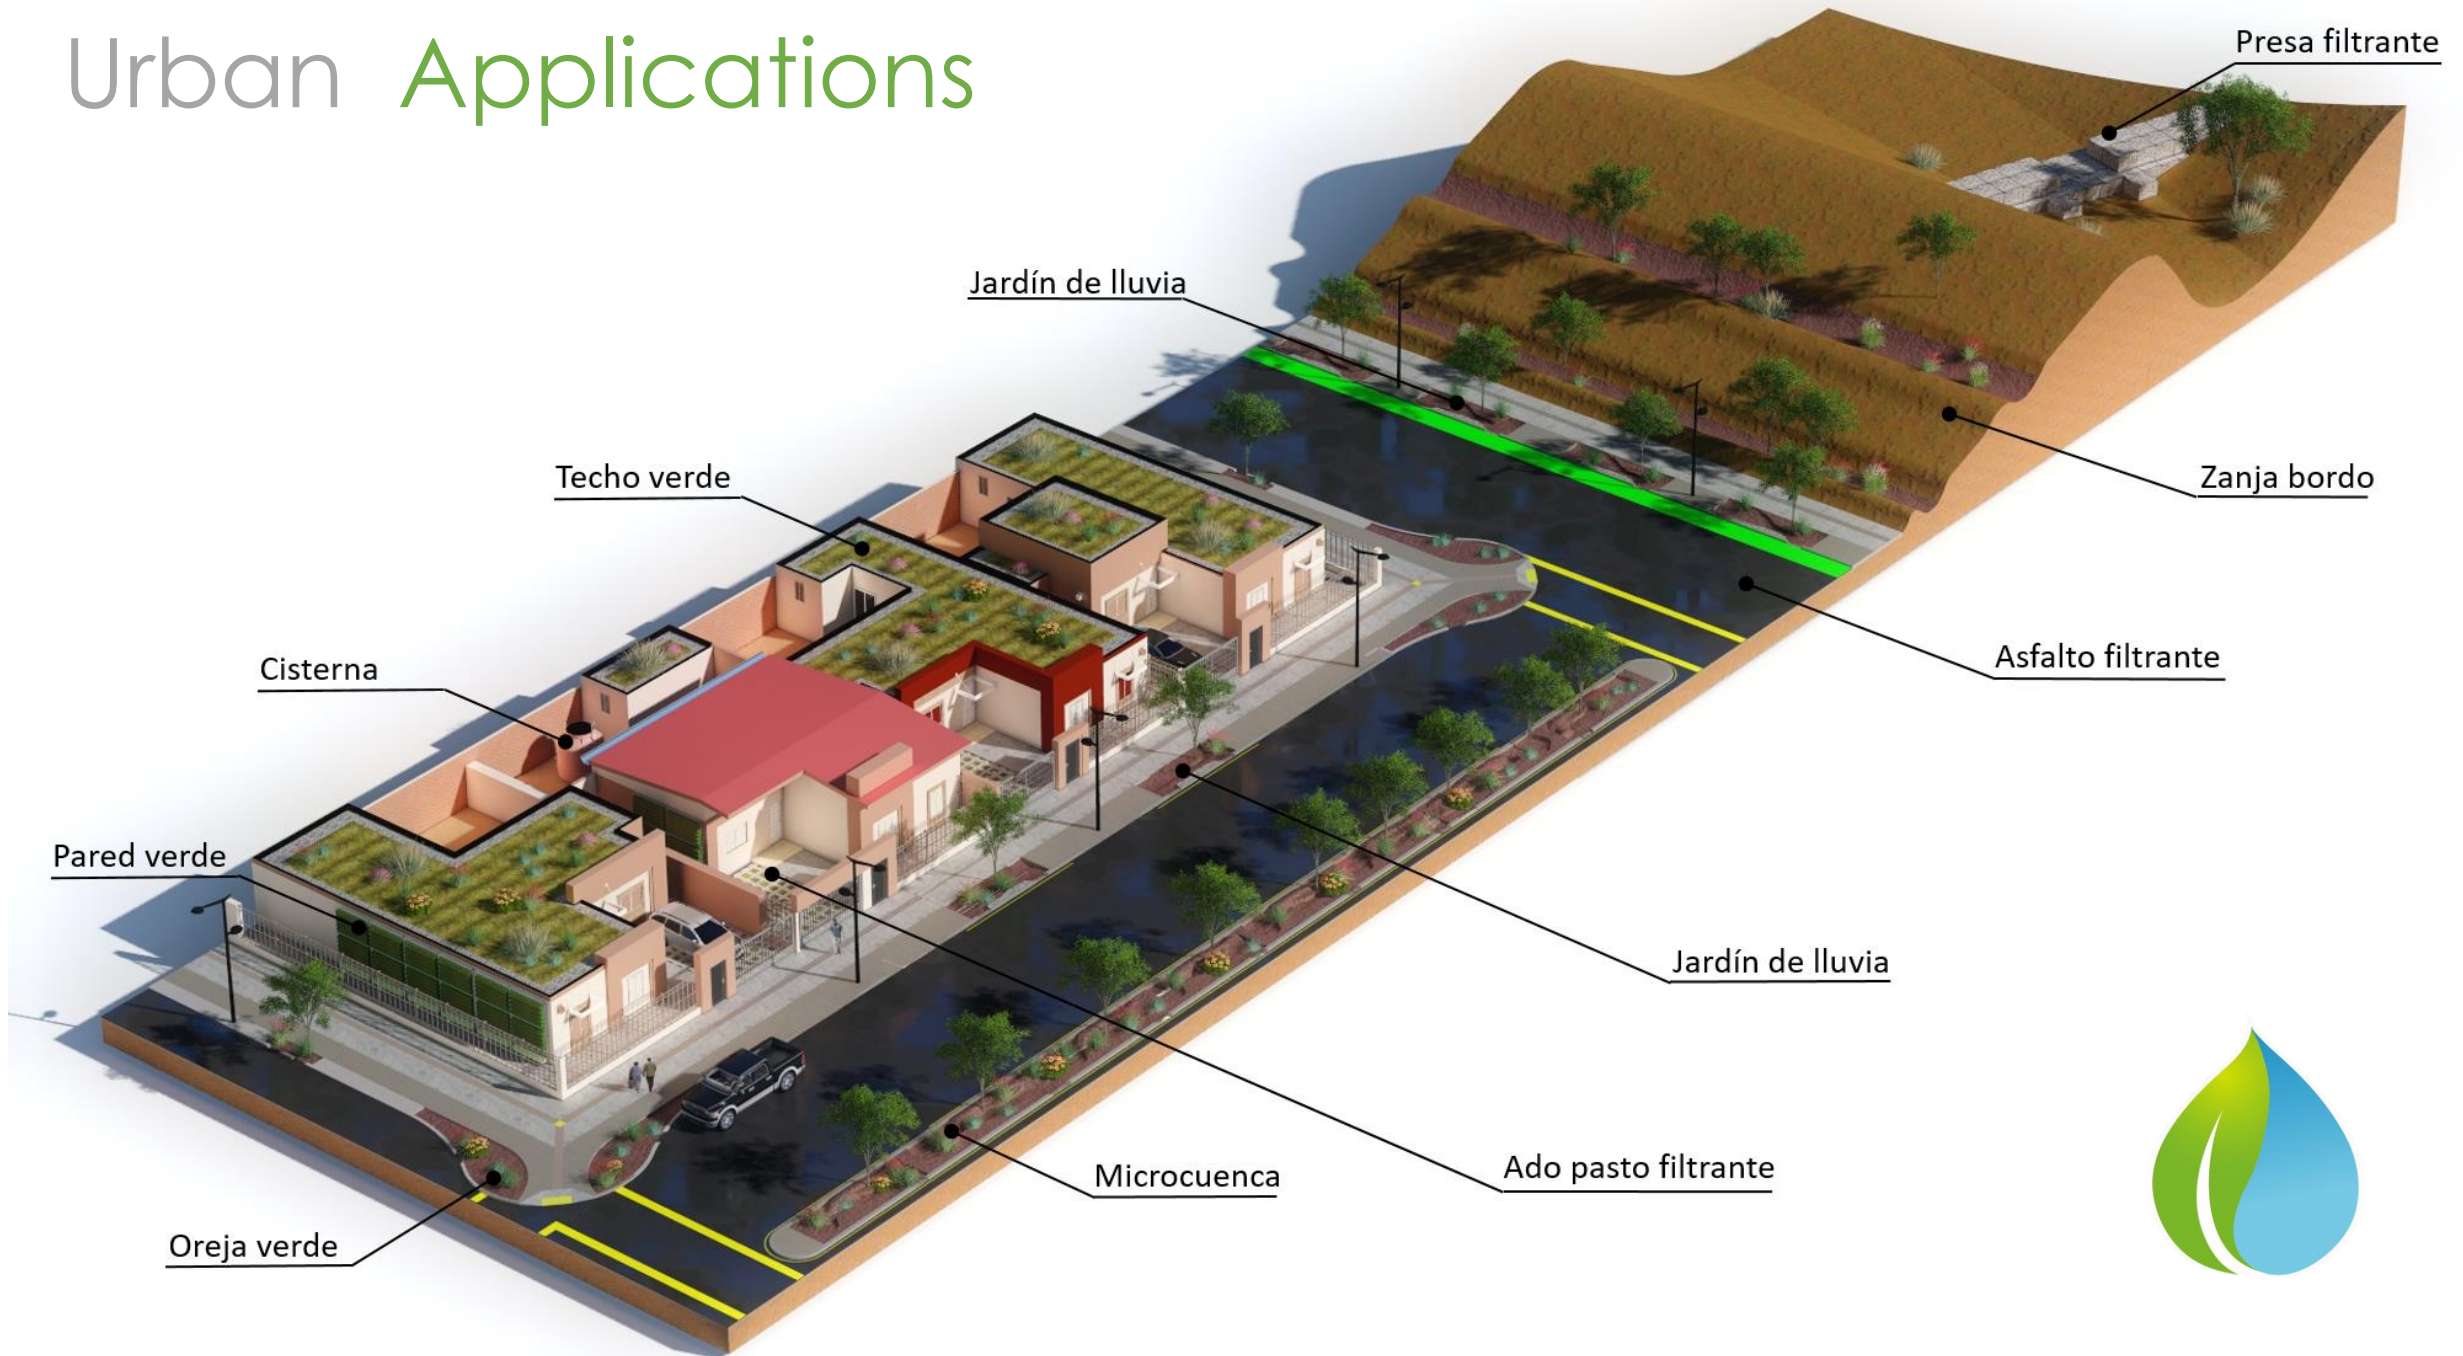 Urban Applications
Presa filtrante
Jardín de lluvia
Techo verde
Zanja bordo
Asfalto filtrante
Cisterna
Pared verde
Jardín de lluvia
Ado pasto filtrante
Microcuenca
Oreja verde